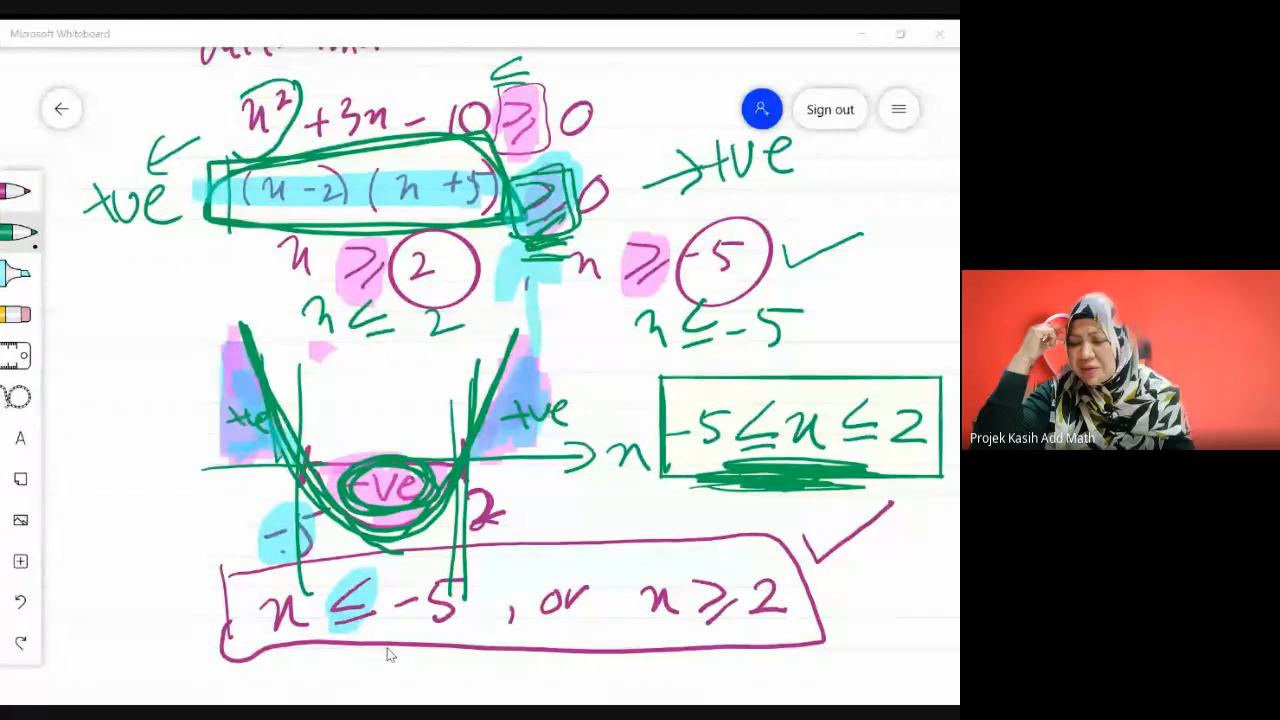 Microsoft Whiteboard
≤
x² + 3x - 10 ≥ 0
Sign out
+ve
(x - 2) (x + 5) ≥ 0
→ +ve
x ≥ 2
x ≥ -5 ✓
x ≤ 2
x ≤ -5
+ve
+ve
-5 ≤ x ≤ 2
Projek Kasih Add Math
x
-ve
-5
2
x ≤ -5 , or x ≥ 2 ✓
A